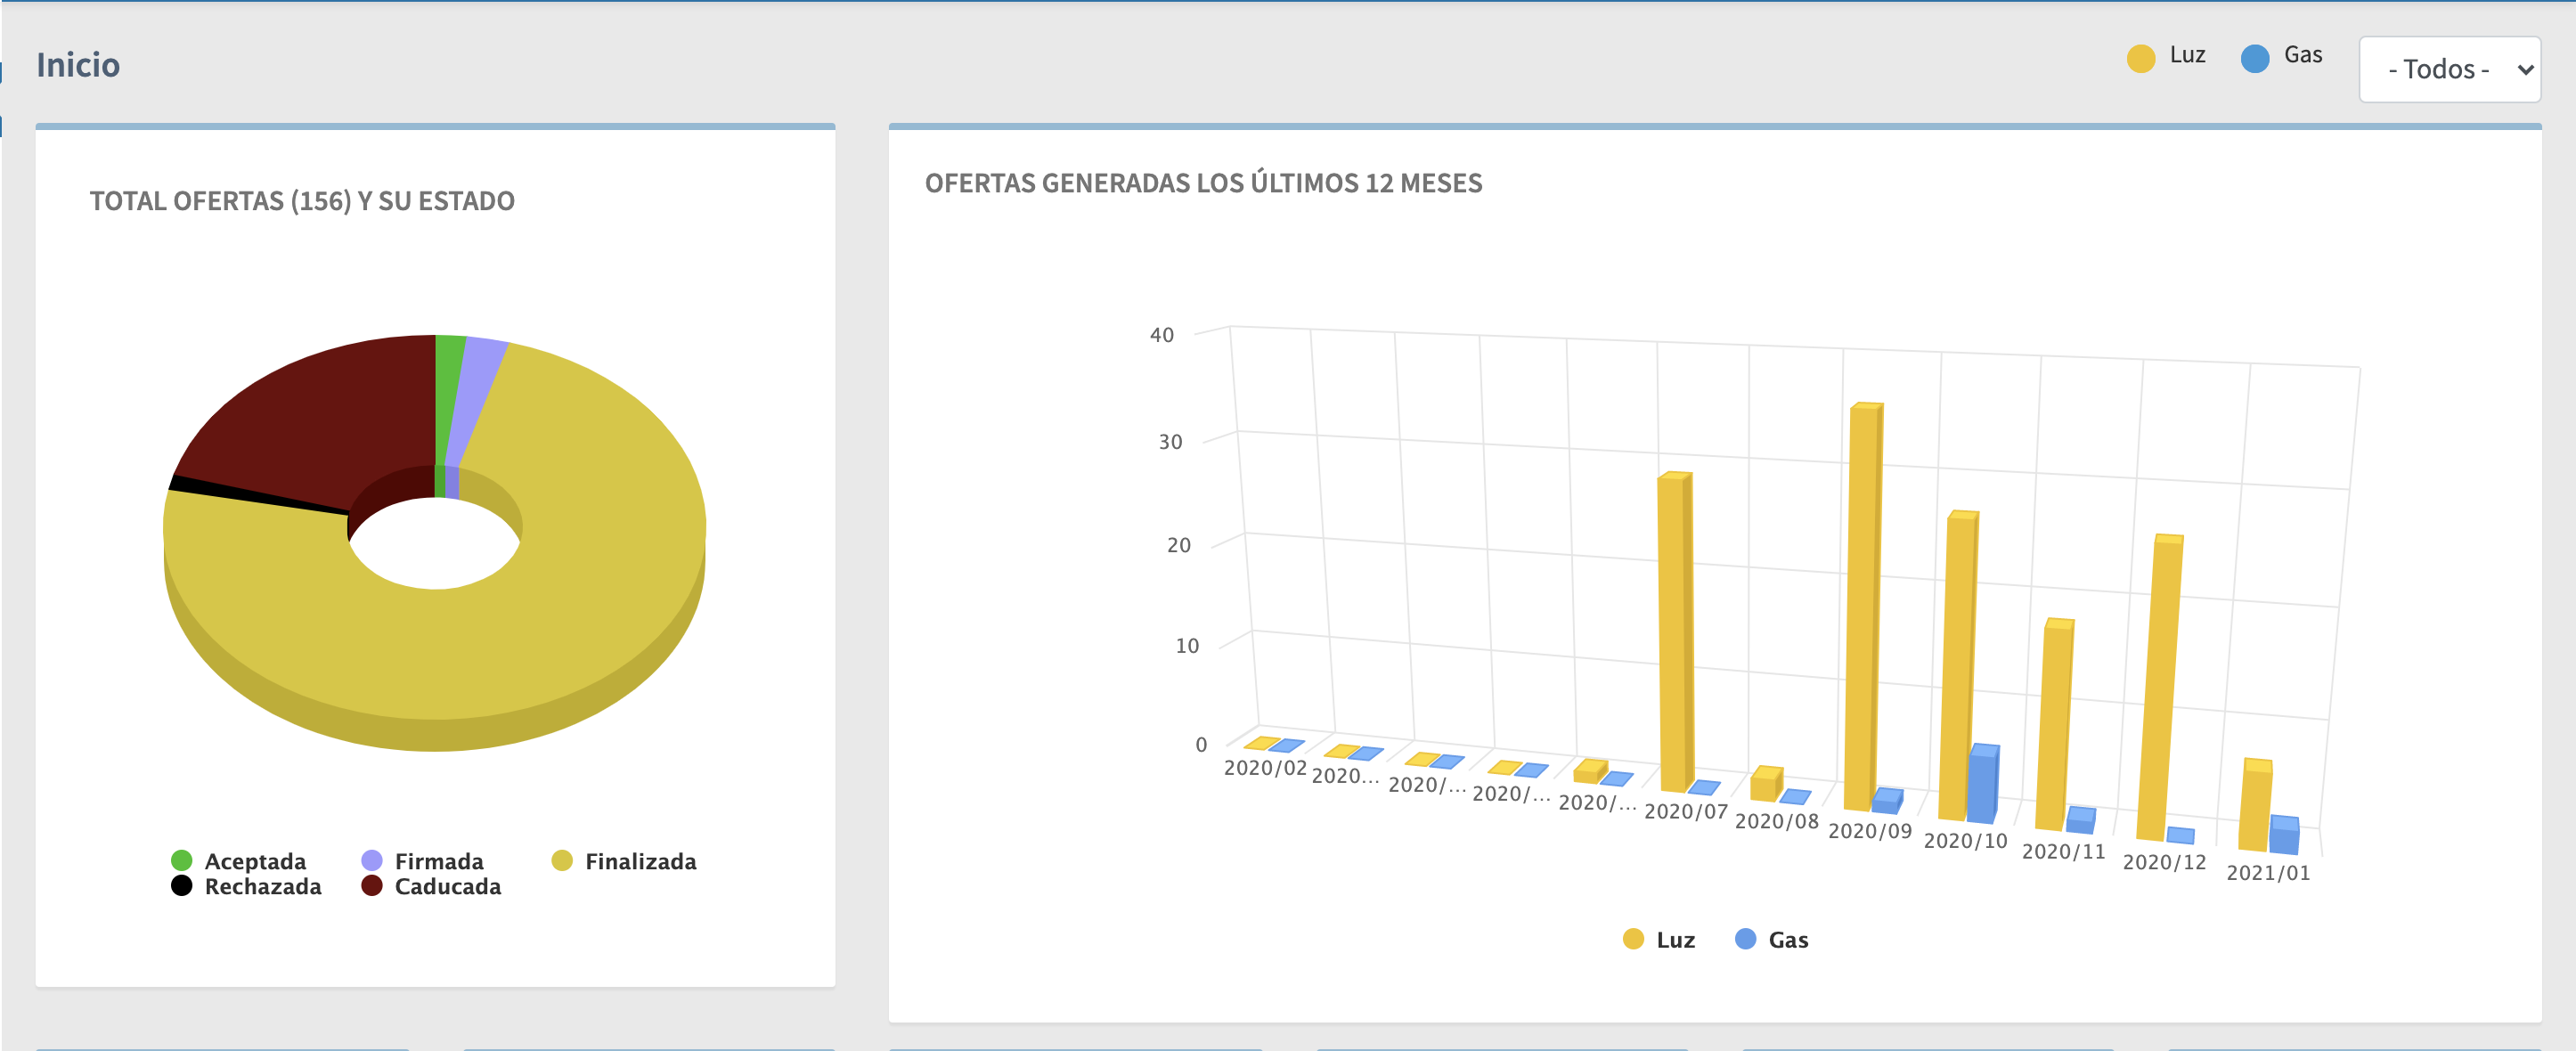 Inicio
Luz Gas - Todos -
TOTAL OFERTAS (156) Y SU ESTADO
Aceptada Firmada Finalizada
Rechazada Caducada
OFERTAS GENERADAS LOS ÚLTIMOS 12 MESES
40
30
20
10
0
2020/02 2020... 2020/... 2020/... 2020/... 2020/07 2020/08 2020/09 2020/10 2020/11 2020/12 2021/01
Luz Gas